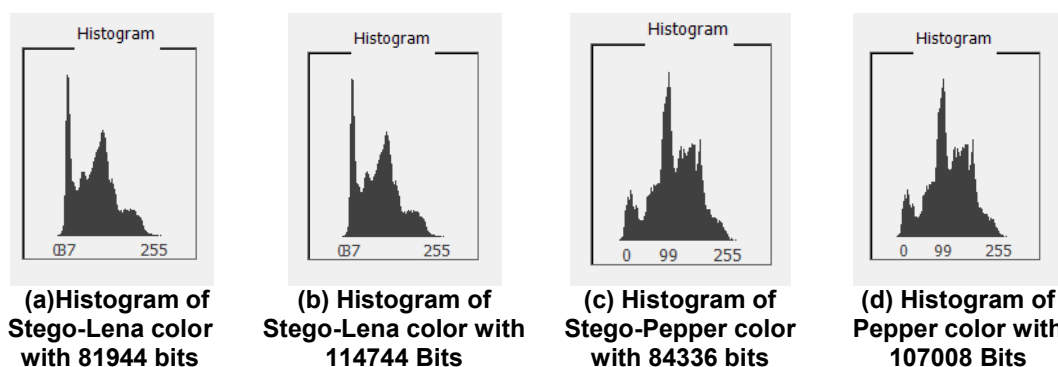 Histogram
037 255
(a)Histogram of
Stego-Lena color
with 81944 bits
Histogram
037 255
(b) Histogram of
Stego-Lena color with
114744 Bits
Histogram
0 99 255
(c) Histogram of
Stego-Pepper color
with 84336 bits
Histogram
0 99 255
(d) Histogram of
Pepper color with
107008 Bits